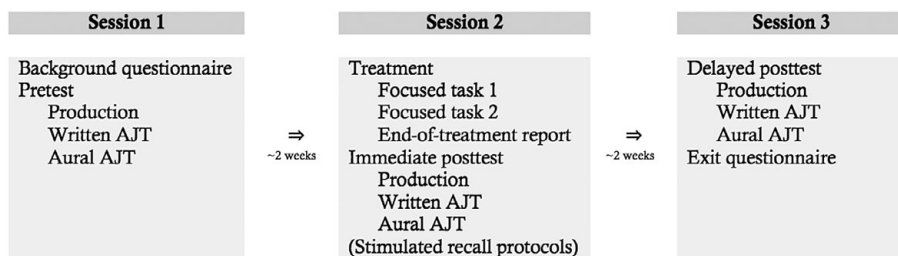 Session 1
Background questionnaire
Pretest
Production
Written AJT
Aural AJT
⇒
~2 weeks
Session 2
Treatment
Focused task 1
Focused task 2
End-of-treatment report
Immediate posttest
Production
Written AJT
Aural AJT
(Stimulated recall protocols)
⇒
~2 weeks
Session 3
Delayed posttest
Production
Written AJT
Aural AJT
Exit questionnaire